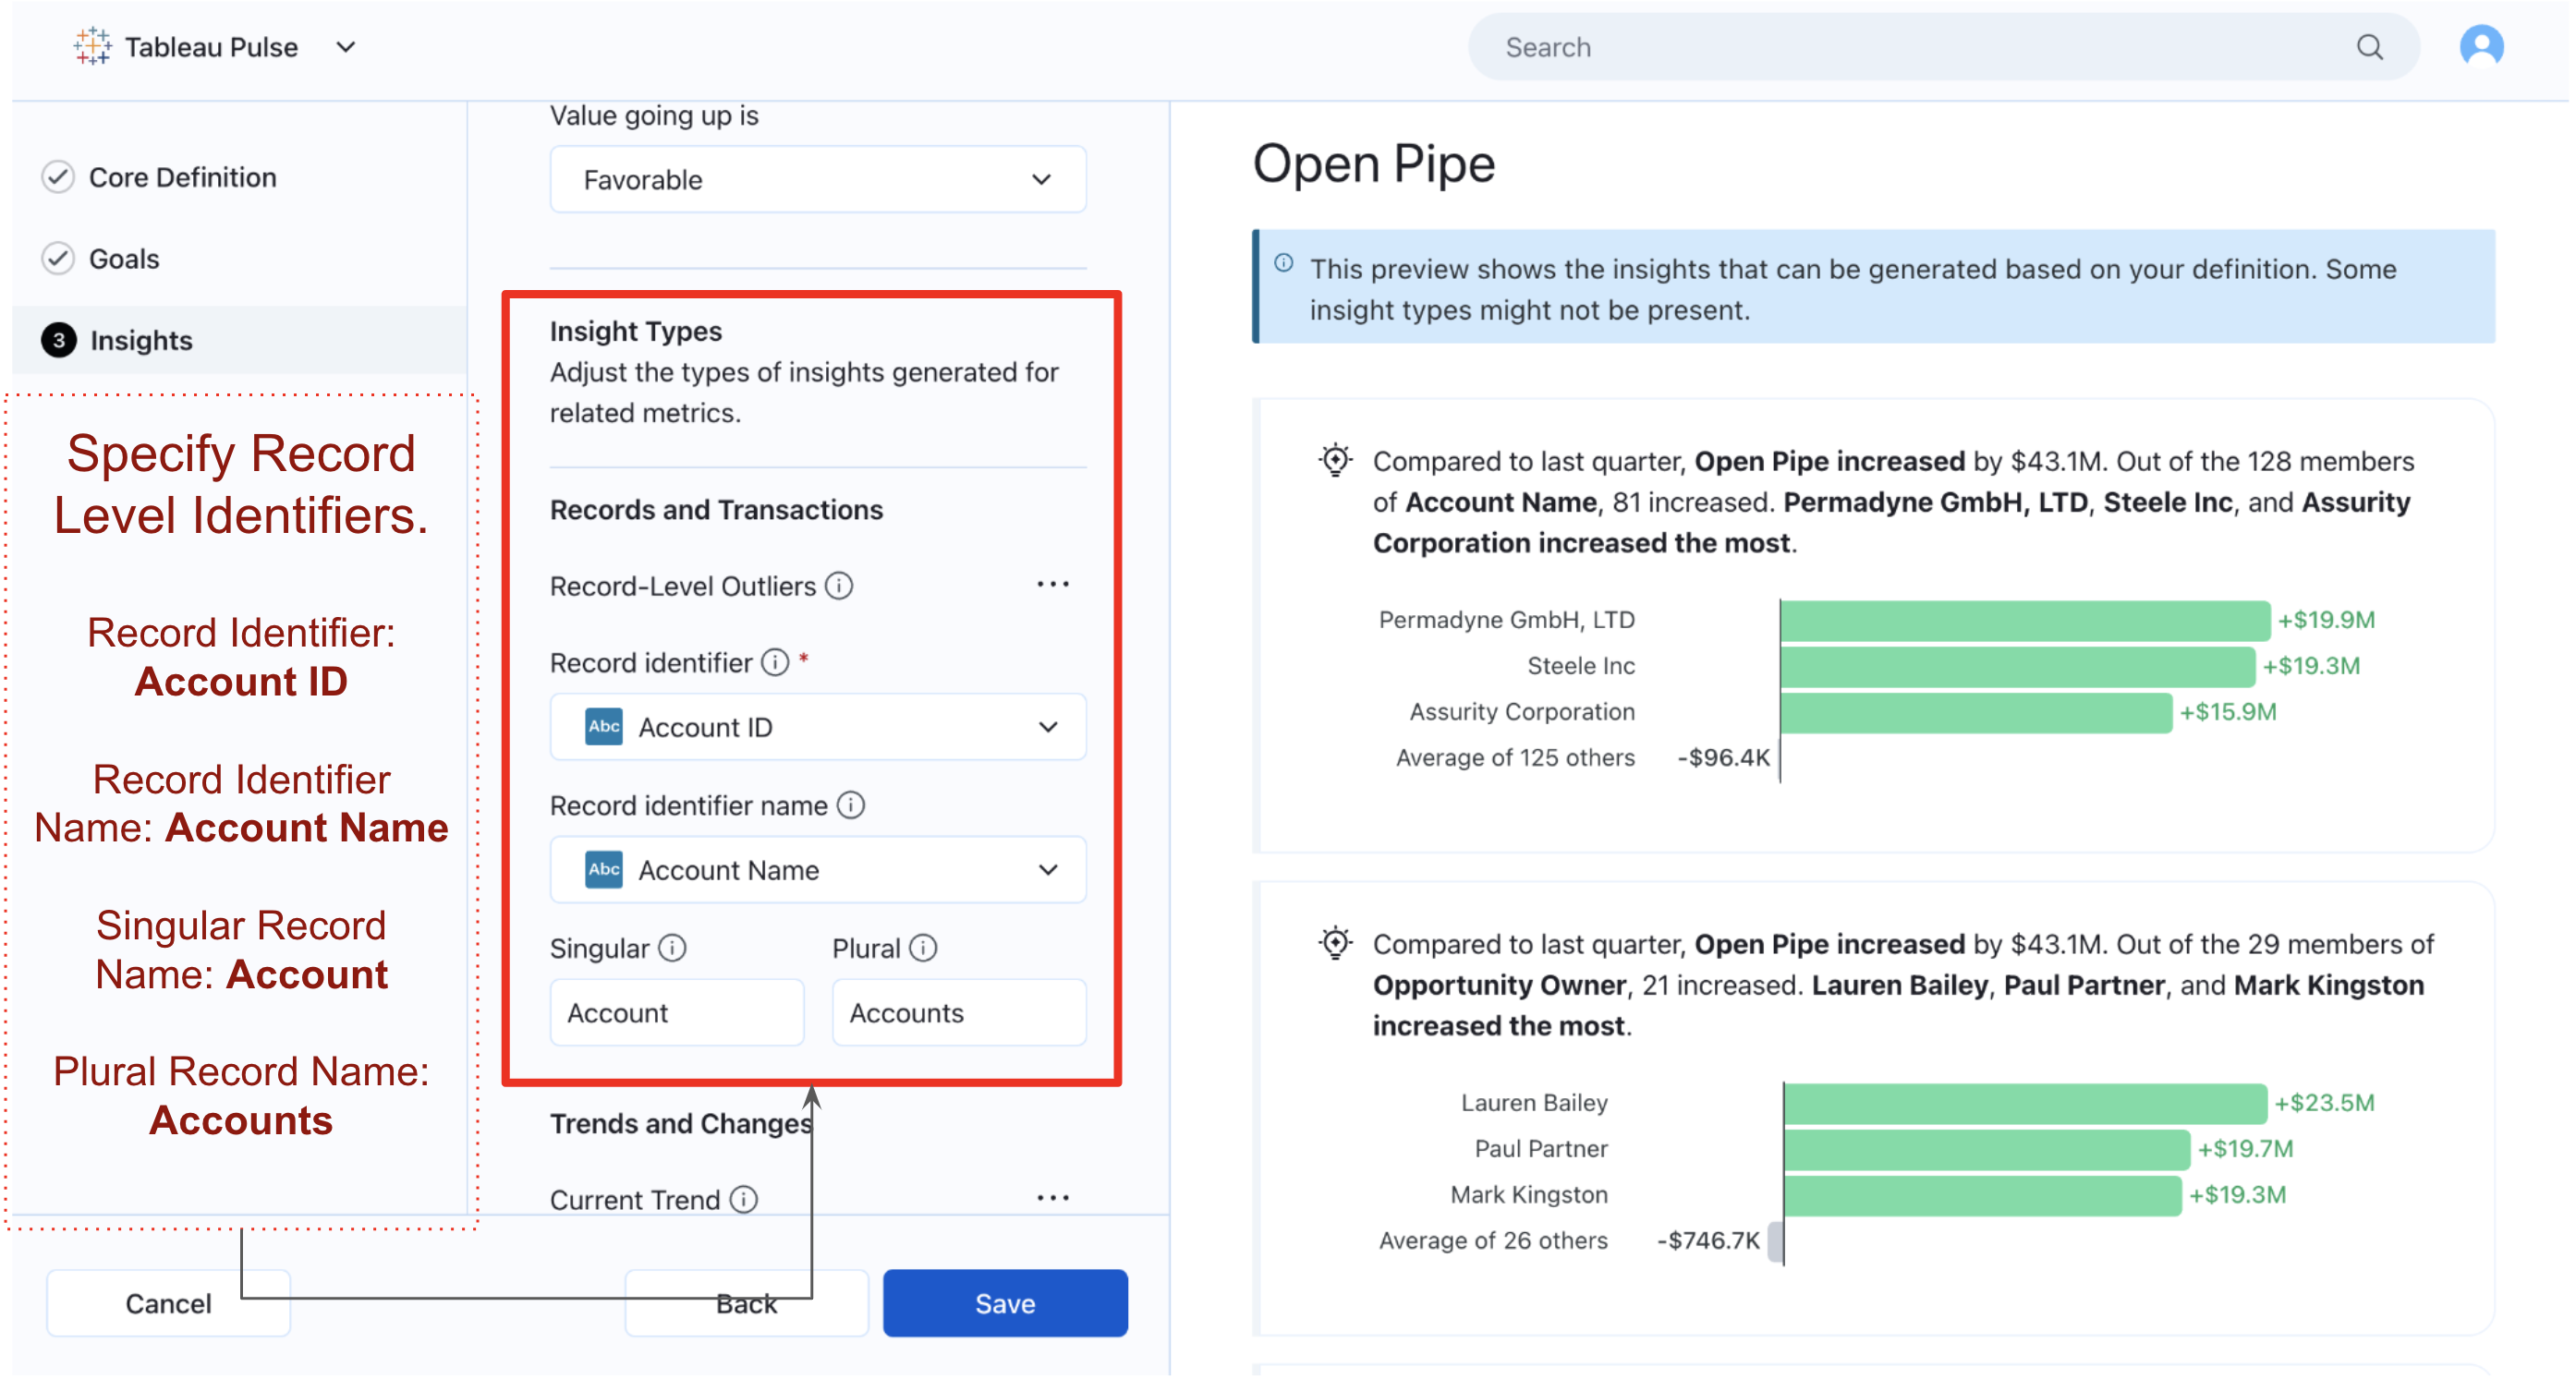 Tableau Pulse
Search
Core Definition
Goals
3 Insights
Specify Record
Level Identifiers.
Record Identifier:
Account ID
Record Identifier
Name: Account Name
Singular Record
Name: Account
Plural Record Name:
Accounts
Value going up is
Favorable
Insight Types
Adjust the types of insights generated for
related metrics.
Records and Transactions
Record-Level Outliers
Record identifier *
Abc Account ID
Record identifier name
Abc Account Name
Singular Plural
Account Accounts
Trends and Changes
Current Trend
Cancel Back Save
Open Pipe
This preview shows the insights that can be generated based on your definition. Some
insight types might not be present.
Compared to last quarter, Open Pipe increased by $43.1M. Out of the 128 members
of Account Name, 81 increased. Permadyne GmbH, LTD, Steele Inc, and Assurity
Corporation increased the most.
Permadyne GmbH, LTD +$19.9M
Steele Inc +$19.3M
Assurity Corporation +$15.9M
Average of 125 others -$96.4K
Compared to last quarter, Open Pipe increased by $43.1M. Out of the 29 members of
Opportunity Owner, 21 increased. Lauren Bailey, Paul Partner, and Mark Kingston
increased the most.
Lauren Bailey +$23.5M
Paul Partner +$19.7M
Mark Kingston +$19.3M
Average of 26 others -$746.7K